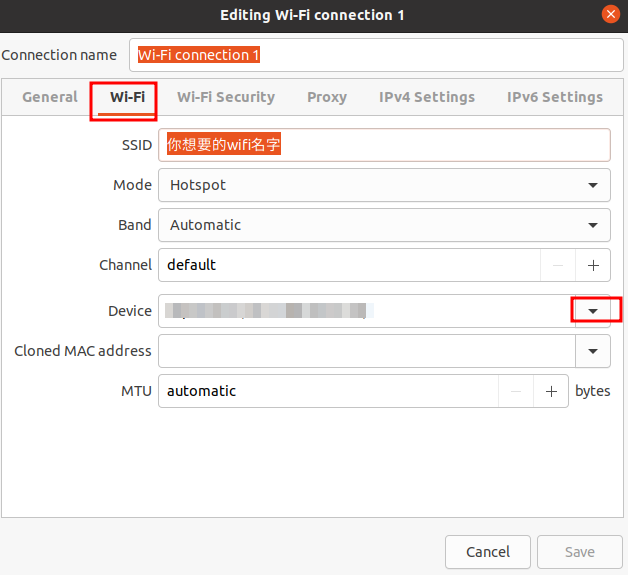 Editing Wi-Fi connection 1
Connection name Wi-Fi connection 1
General Wi-Fi Wi-Fi Security Proxy IPv4 Settings IPv6 Settings
SSID 你想要的wifi名字
Mode Hotspot
Band Automatic
Channel default
Device
Cloned MAC address
MTU automatic bytes
Cancel Save